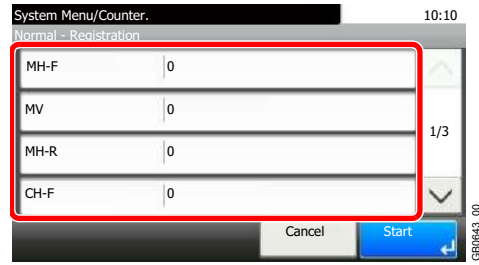 System Menu/Counter. 10:10
Normal - Registration
MH-F 0
MV 0
1/3
MH-R 0
CH-F 0
Cancel Start
GB0643_00